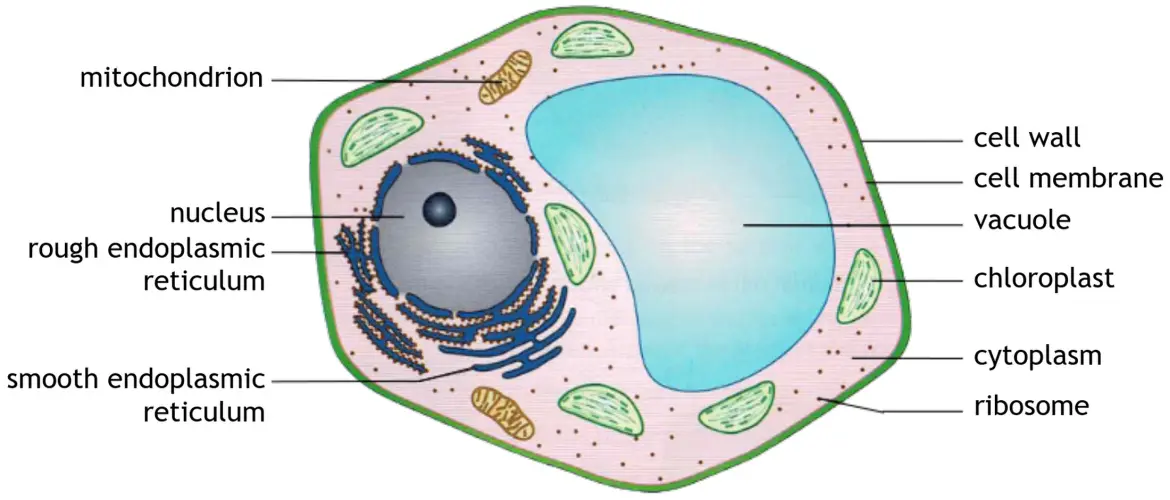 mitochondrion
nucleus
rough endoplasmic
reticulum
smooth endoplasmic
reticulum
cell wall
cell membrane
vacuole
chloroplast
cytoplasm
ribosome